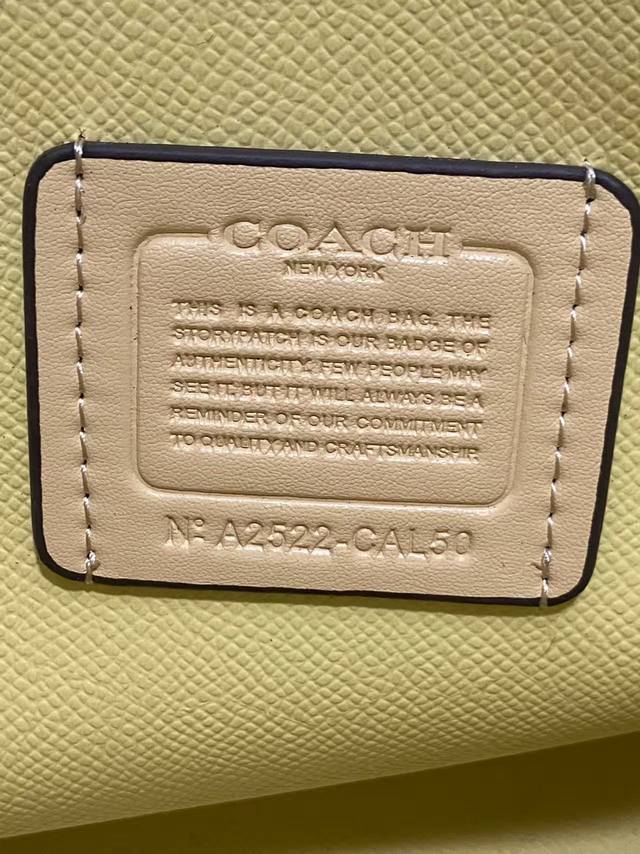 COACH
NEW YORK
THIS IS A COACH BAG. THE
STORYPATCH IS OUR BADGE OF
AUTHENTICITY. FEW PEOPLE MAY
SEE IT. BUT IT WILL ALWAYS BE A
REMINDER OF OUR COMMITMENT
TO QUALITY AND CRAFTSMANSHIP.
Nº A2522-CAL50